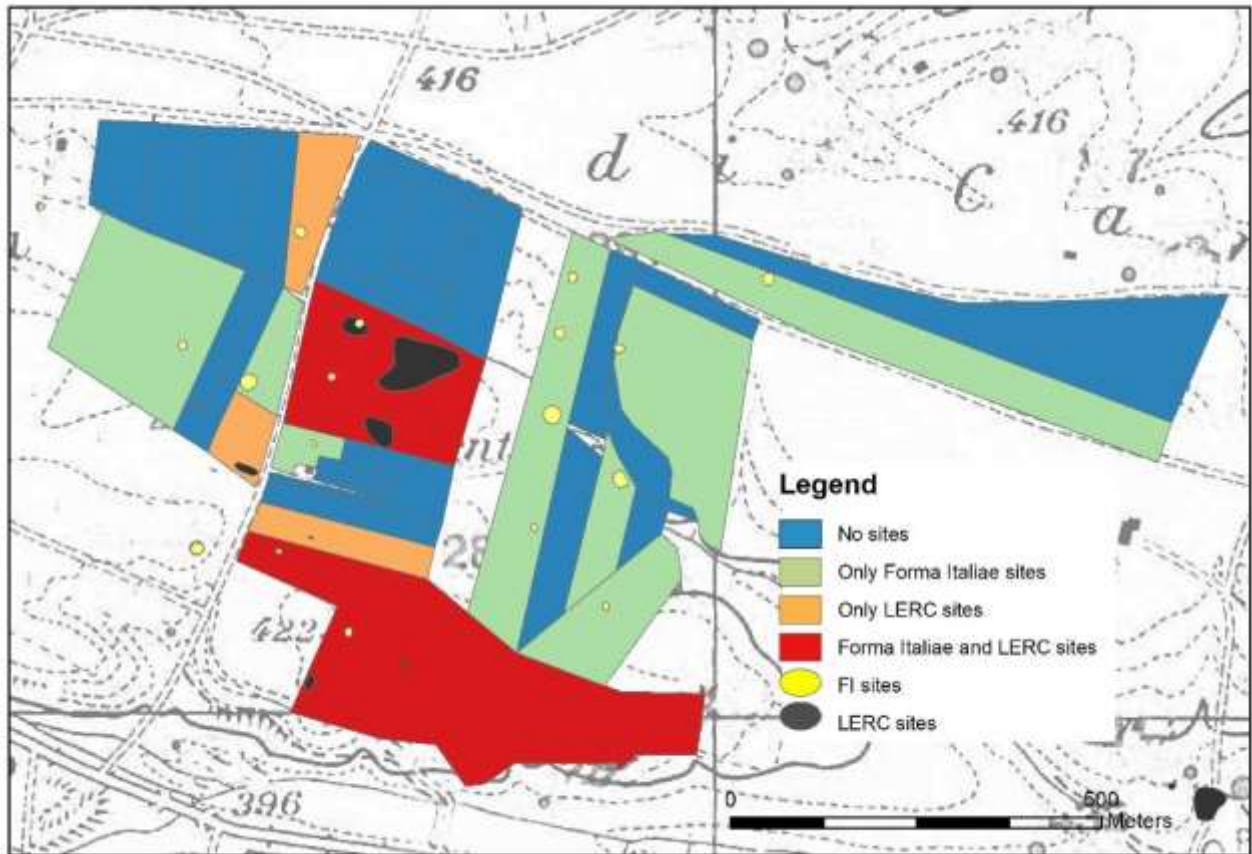 416
.416
d
C
a
Legend
No sites
Only Forma Italiae sites
Only LERC sites
Forma Italiae and LERC sites
FI sites
LERC sites
nt
28
422
396
0
500
Meters